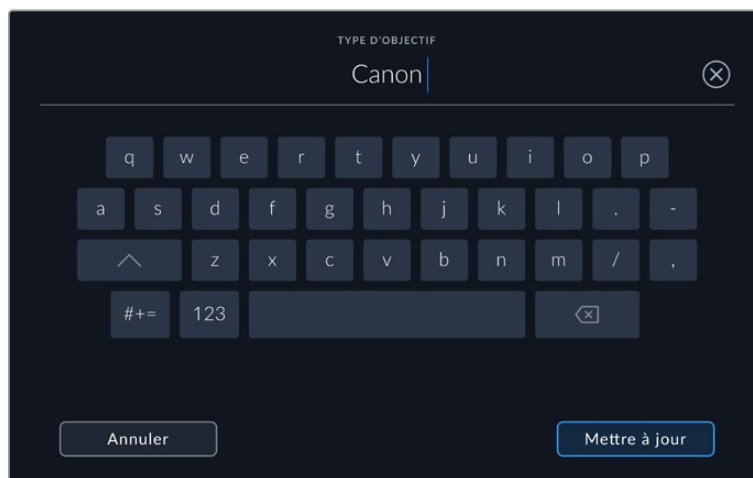 TYPE D'OBJECTIF
Canon
q w e r t y u i o p
a s d f g h j k l . -
z x c v b n m / ,
#+= 123
Annuler Mettre à jour